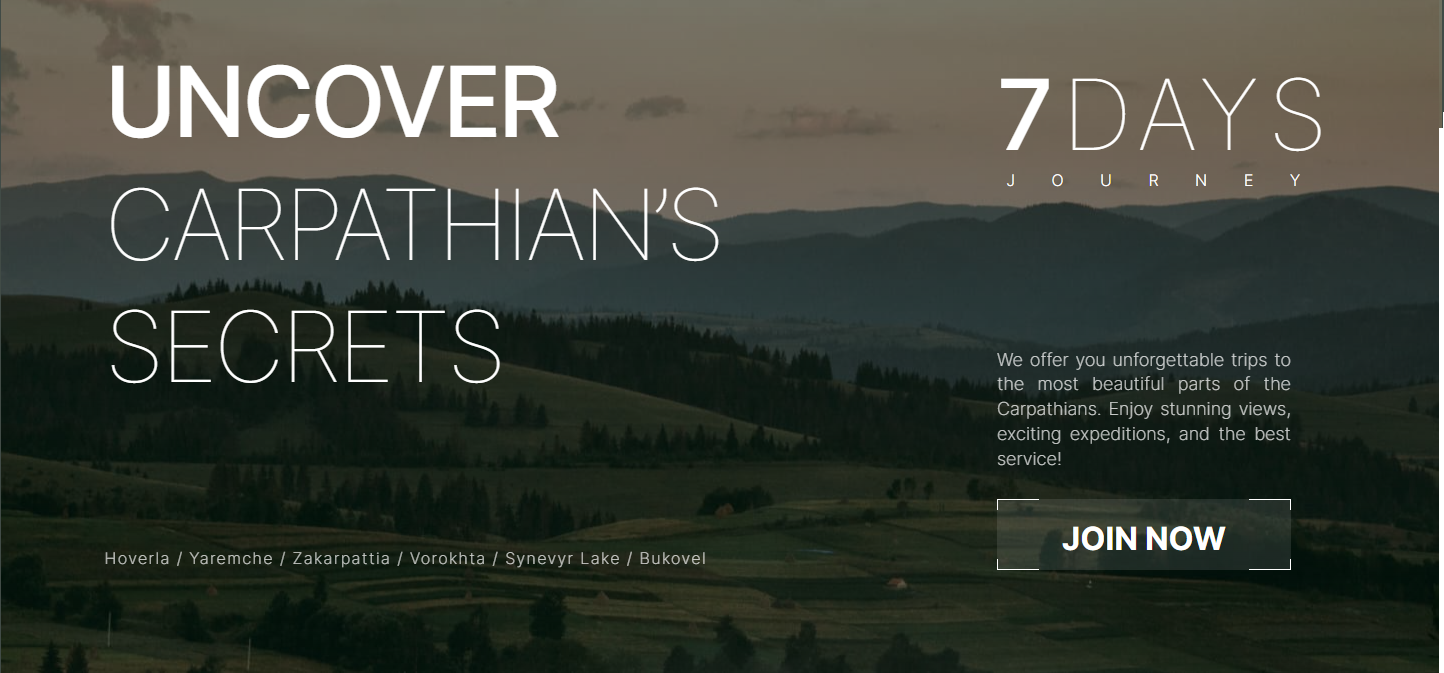 UNCOVER
CARPATHIAN’S
SECRETS
7 DAYS
JOURNEY
We offer you unforgettable trips to
the most beautiful parts of the
Carpathians. Enjoy stunning views,
exciting expeditions, and the best
service!
JOIN NOW
Hoverla / Yaremche / Zakarpattia / Vorokhta / Synevyr Lake / Bukovel